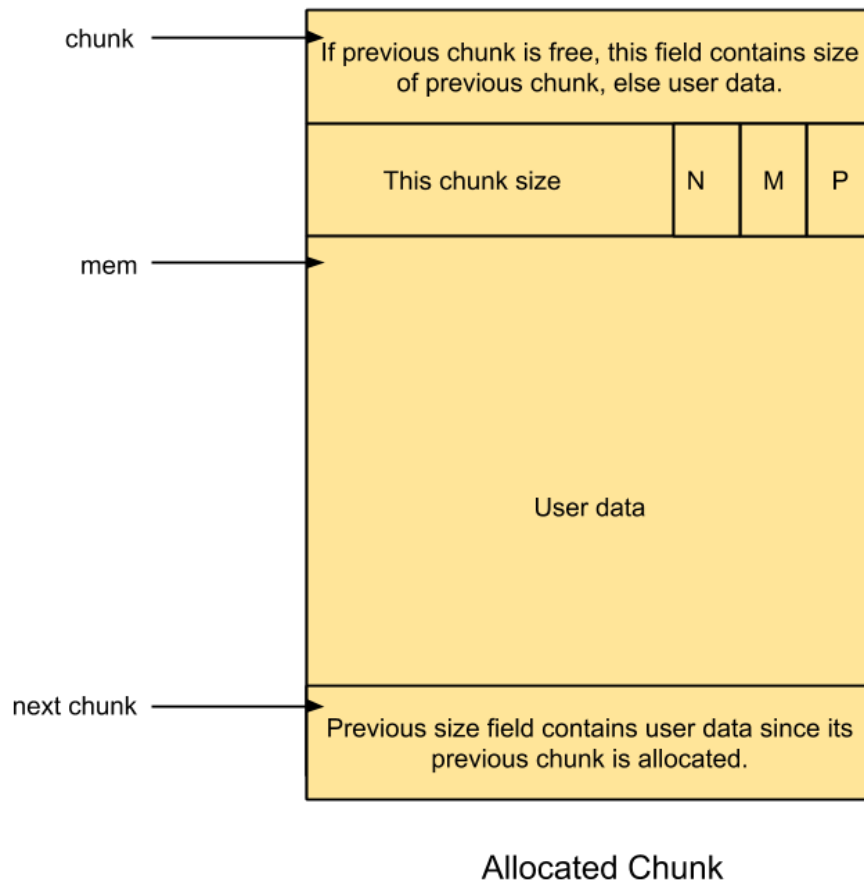 chunk
If previous chunk is free, this field contains size
of previous chunk, else user data.
This chunk size
N
M
P
mem
User data
next chunk
Previous size field contains user data since its
previous chunk is allocated.
Allocated Chunk